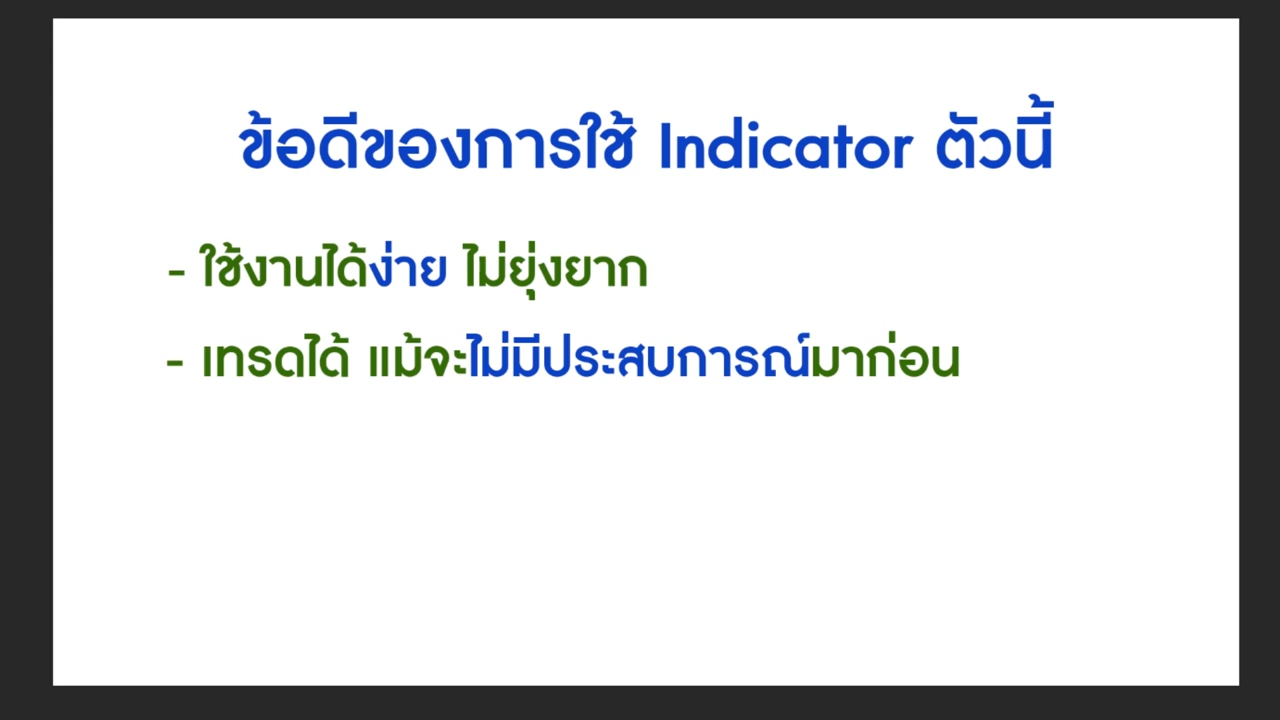 ข้อดีของการใช้ Indicator ตัวนี้
- ใช้งานได้ง่าย ไม่ยุ่งยาก
- เทรดได้ แม้จะไม่มีประสบการณ์มาก่อน